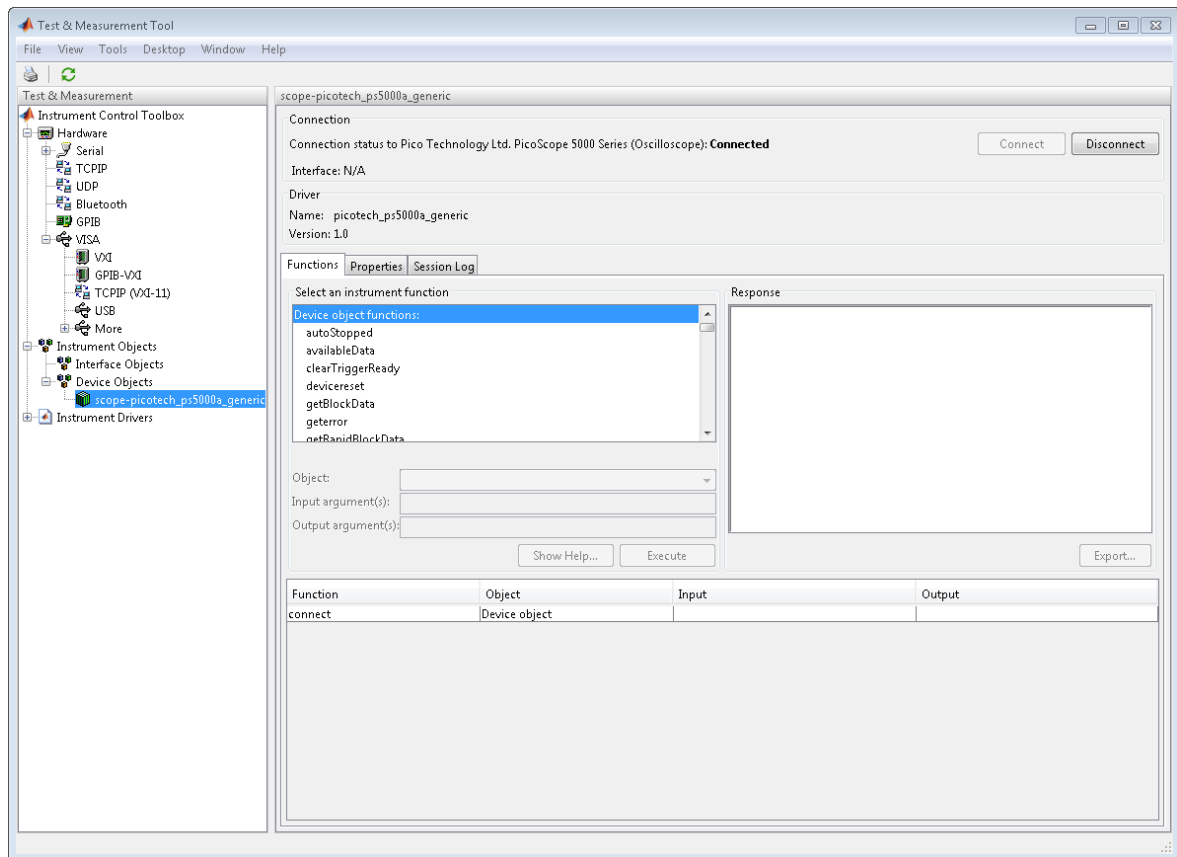 Test & Measurement Tool
File View Tools Desktop Window Help
Test & Measurement
Instrument Control Toolbox
Hardware
Serial
TCPIP
UDP
Bluetooth
GPIB
VISA
VXI
GPIB-VXI
TCPIP (VXI-11)
USB
More
Instrument Objects
Interface Objects
Device Objects
scope-picotech_ps5000a_generic
Instrument Drivers
scope-picotech_ps5000a_generic
Connection
Connection status to Pico Technology Ltd. PicoScope 5000 Series (Oscilloscope): Connected
Connect Disconnect
Interface: N/A
Driver
Name: picotech_ps5000a_generic
Version: 1.0
Functions Properties Session Log
Select an instrument function
Device object functions:
autoStopped
availableData
clearTriggerReady
devicereset
getBlockData
geterror
getRapidBlockData
Object:
Input argument(s):
Output argument(s):
Show Help... Execute
Response
Export...
Function Object Input Output
connect Device object